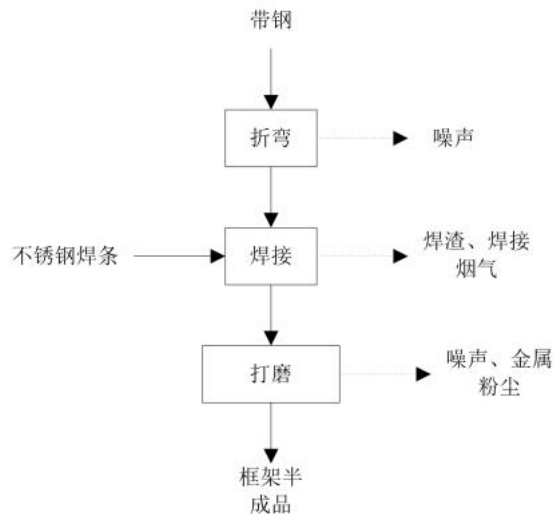 带钢
折弯
噪声
不锈钢焊条
焊接
焊渣、焊接
烟气
打磨
噪声、金属
粉尘
框架半
成品